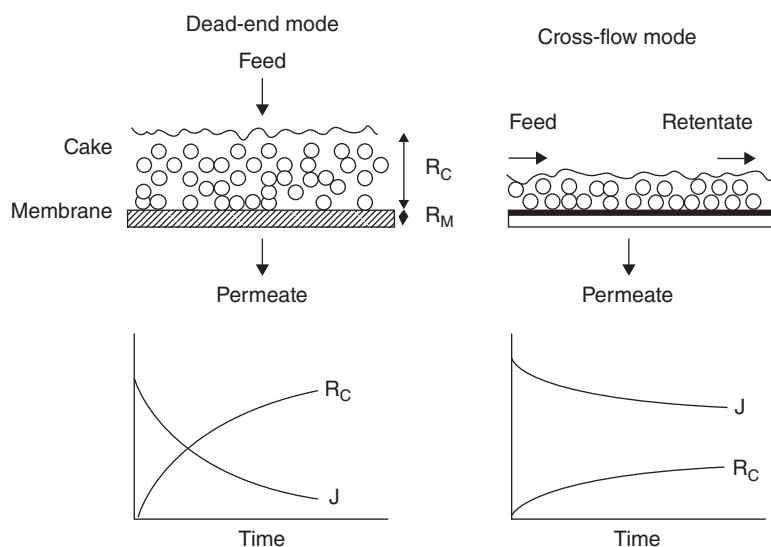 Dead-end mode
Feed
Cake
R_C
Membrane
R_M
Permeate
R_C
J
Time
Cross-flow mode
Feed Retentate
Permeate
J
R_C
Time